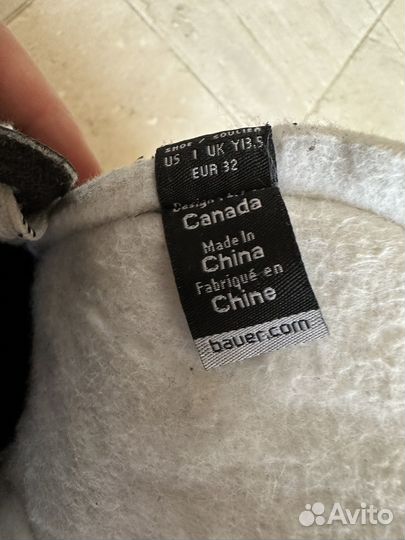 SHOE / SOULIER
US 1 UK Y13.5
EUR 32
Canada
Made In
China
Fabriqué en
Chine
bauer.com
Avito